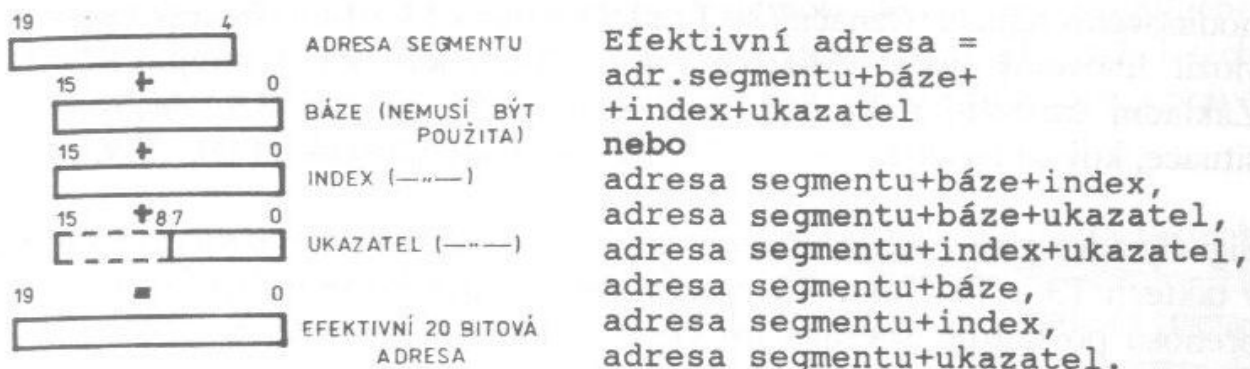 19 4
ADRESA SEGMENTU
15 + 0
BÁZE (NEMUSÍ BÝT
POUŽITA)
15 + 0
INDEX (—〃—)
15 + 8 7 0
UKAZATEL (—〃—)
19 = 0
EFEKTIVNÍ 20 BITOVÁ
ADRESA
Efektivní adresa =
adr.segmentu+báze+
+index+ukazatel
nebo
adresa segmentu+báze+index,
adresa segmentu+báze+ukazatel,
adresa segmentu+index+ukazatel,
adresa segmentu+báze,
adresa segmentu+index,
adresa segmentu+ukazatel.